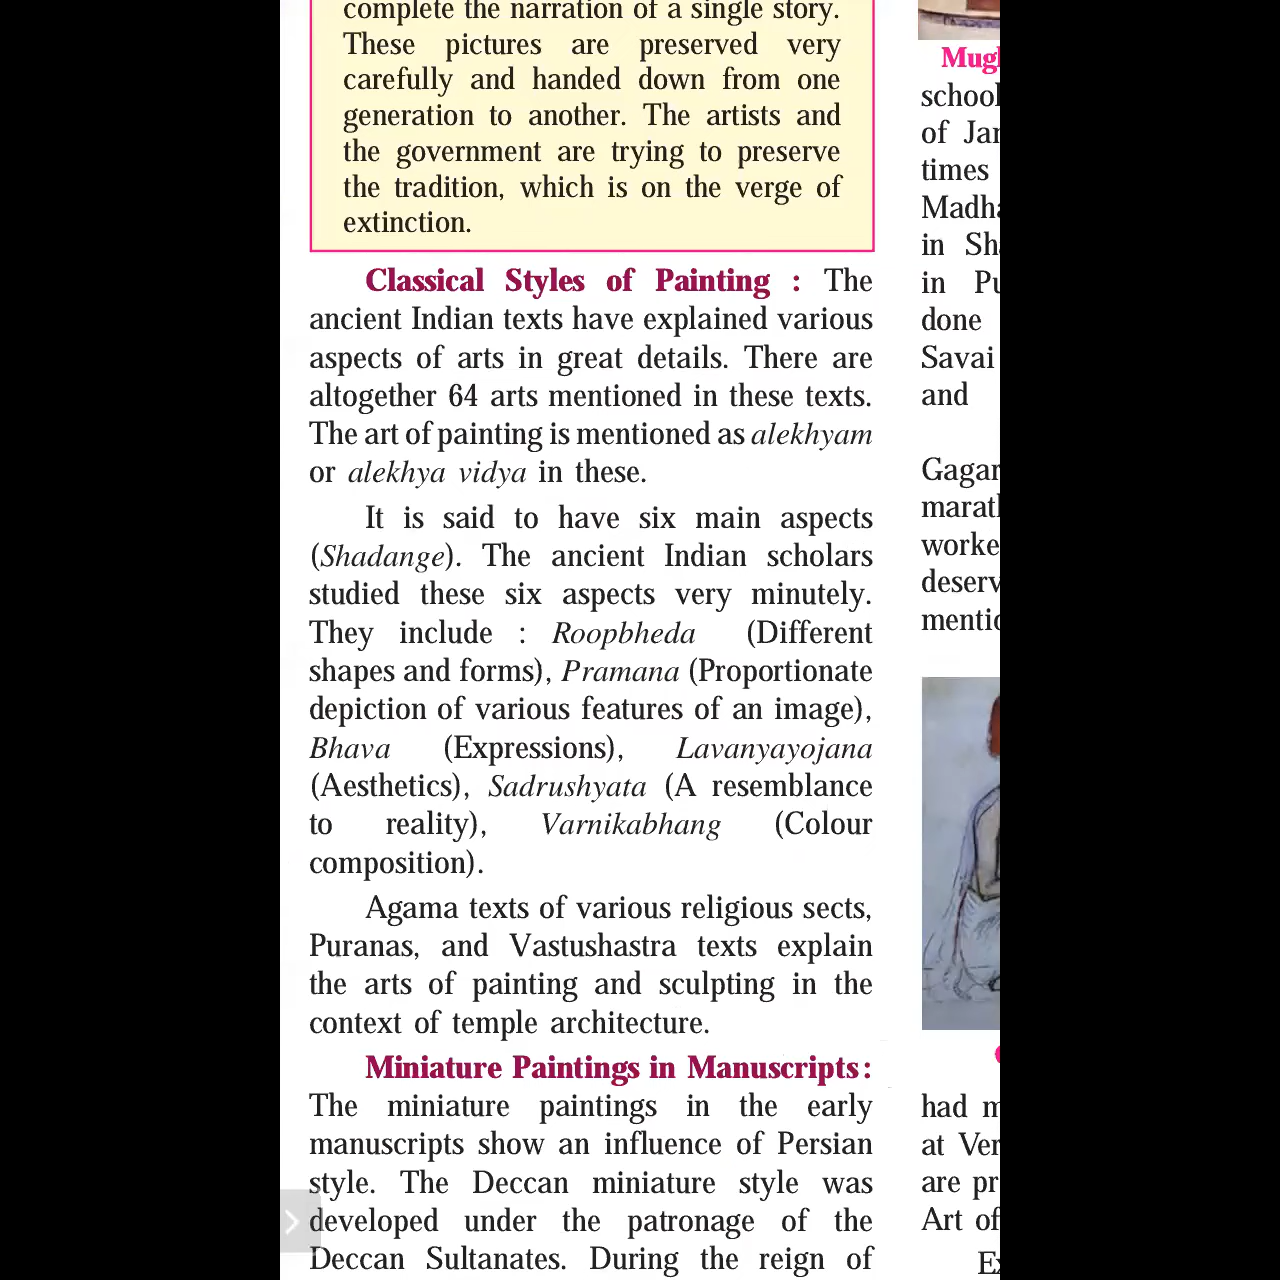 complete the narration of a single story.
These pictures are preserved very
carefully and handed down from one
generation to another. The artists and
the government are trying to preserve
the tradition, which is on the verge of
extinction.
Classical Styles of Painting : The
ancient Indian texts have explained various
aspects of arts in great details. There are
altogether 64 arts mentioned in these texts.
The art of painting is mentioned as alekhyam
or alekhya vidya in these.
It is said to have six main aspects
(Shadange). The ancient Indian scholars
studied these six aspects very minutely.
They include : Roopbheda (Different
shapes and forms), Pramana (Proportionate
depiction of various features of an image),
Bhava (Expressions), Lavanyayojana
(Aesthetics), Sadrushyata (A resemblance
to reality), Varnikabhang (Colour
composition).
Agama texts of various religious sects,
Puranas, and Vastushastra texts explain
the arts of painting and sculpting in the
context of temple architecture.
Miniature Paintings in Manuscripts:
The miniature paintings in the early
manuscripts show an influence of Persian
style. The Deccan miniature style was
developed under the patronage of the
Deccan Sultanates. During the reign of
school
of
times
in
in
done
Savai
and
had
at
are
Art of